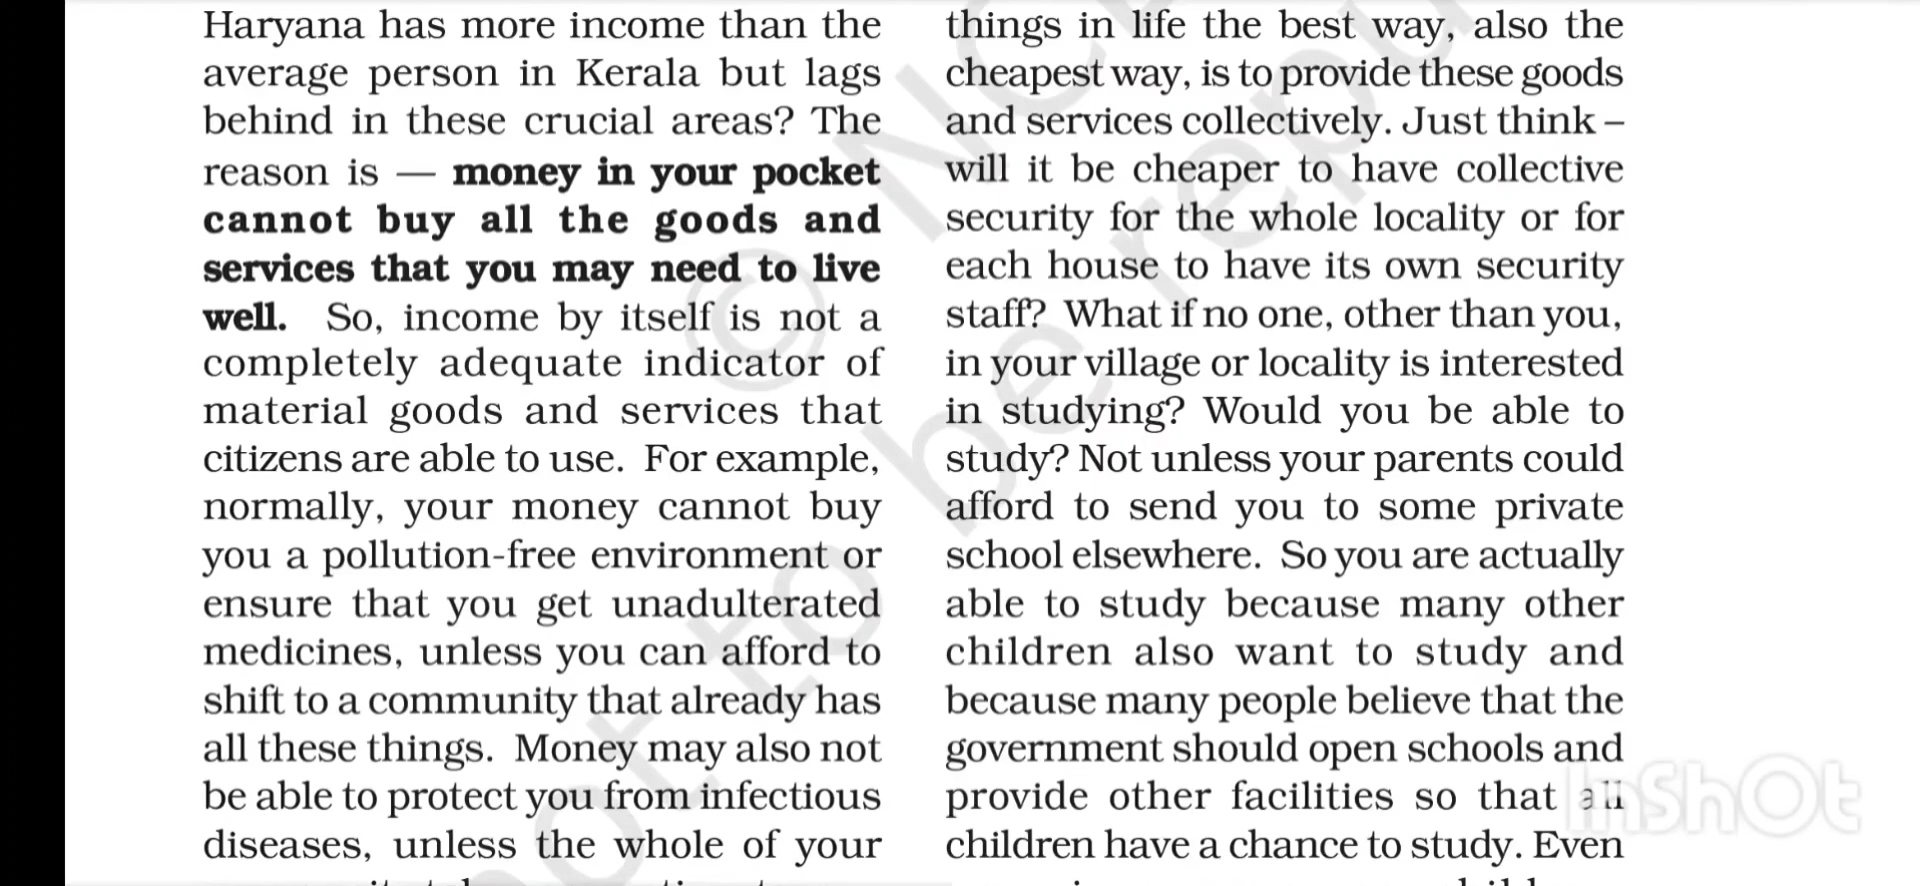 Haryana has more income than the
average person in Kerala but lags
behind in these crucial areas? The
reason is — money in your pocket
cannot buy all the goods and
services that you may need to live
well. So, income by itself is not a
completely adequate indicator of
material goods and services that
citizens are able to use. For example,
normally, your money cannot buy
you a pollution-free environment or
ensure that you get unadulterated
medicines, unless you can afford to
shift to a community that already has
all these things. Money may also not
be able to protect you from infectious
diseases, unless the whole of your
things in life the best way, also the
cheapest way, is to provide these goods
and services collectively. Just think –
will it be cheaper to have collective
security for the whole locality or for
each house to have its own security
staff? What if no one, other than you,
in your village or locality is interested
in studying? Would you be able to
study? Not unless your parents could
afford to send you to some private
school elsewhere. So you are actually
able to study because many other
children also want to study and
because many people believe that the
government should open schools and
provide other facilities so that all
children have a chance to study. Even
InShOt
© NC
not to be repu